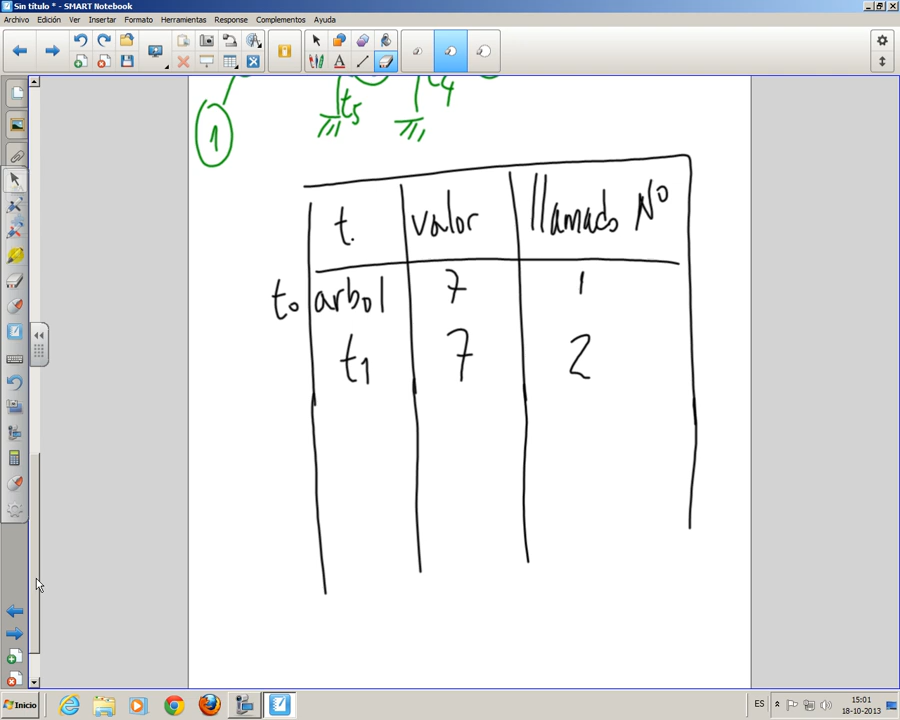 Sin título * - SMART Notebook
Archivo Edición Ver Insertar Formato Herramientas Response Complementos Ayuda
t5 t4
1
t. valor llamado Nº
t0 arbol 7 1
t1 7 2
Inicio
ES
15:01
18-10-2013